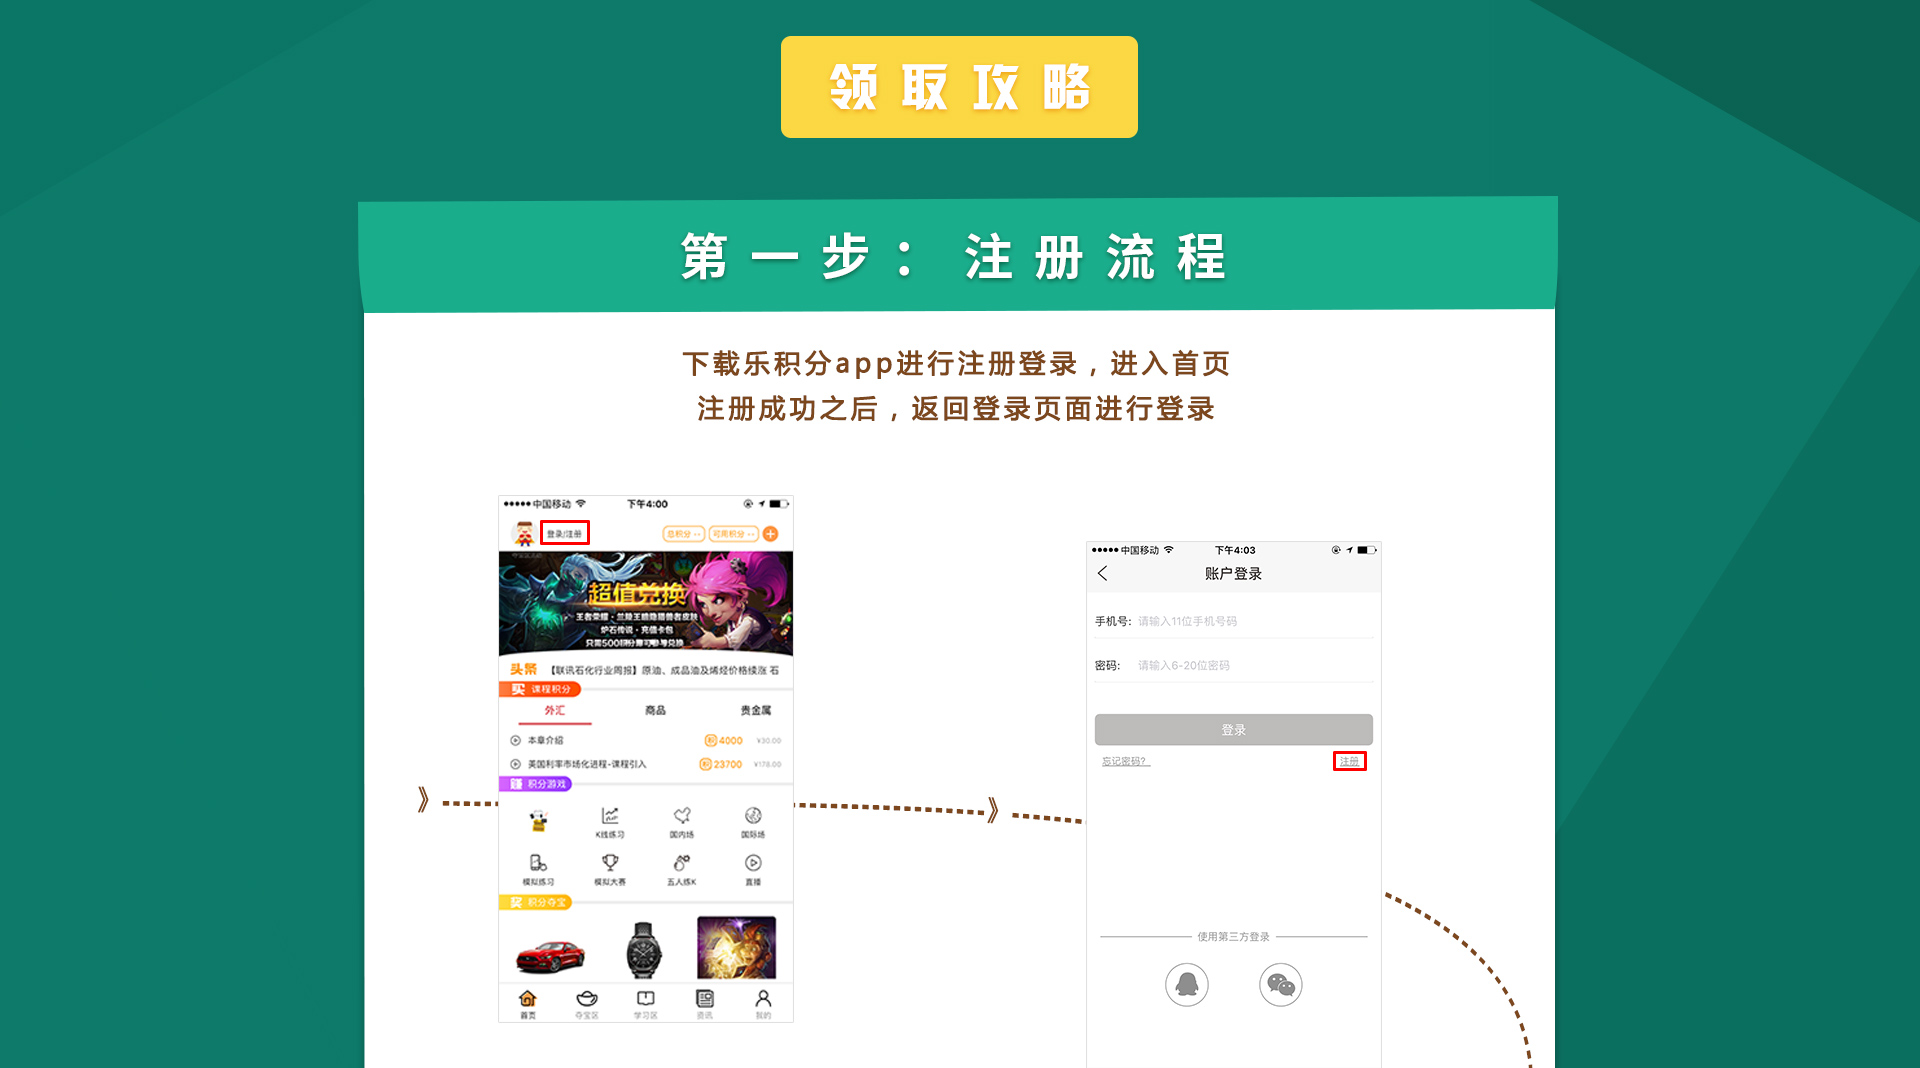 领取攻略
第一步：注册流程
下载乐积分app进行注册登录，进入首页
注册成功之后，返回登录页面进行登录
中国移动 下午4:00
登录/注册 总积分 -- 可用积分 --
超值兑换
王者荣耀·兰陵王暗隐猎兽者皮肤
炉石传说·充值卡包
只需500积分即可参与兑换
头条 【联讯石化行业周报】原油、成品油及烯烃价格续涨 石
买 课程积分
外汇 商品 贵金属
本章介绍 积 4000 ¥30.00
美国利率市场化进程-课程引入 积 23700 ¥178.00
赚 积分游戏
K线练习 国内场 国际场
模拟练习 模拟大赛 五人练K 直播
奖 积分夺宝
首页 夺宝区 学习区 资讯 我的
中国移动 下午4:03
账户登录
手机号: 请输入11位手机号码
密码: 请输入6-20位密码
登录
忘记密码? 注册
使用第三方登录